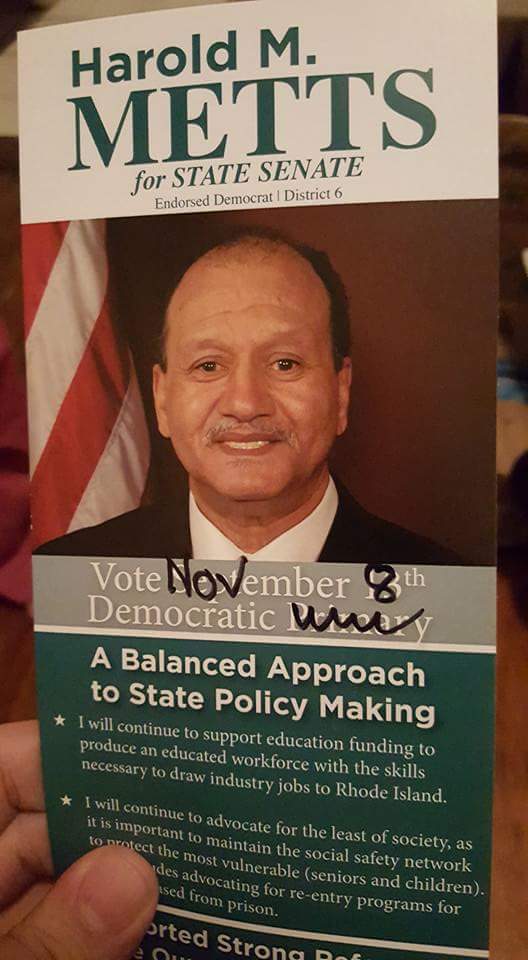 Harold M.
METTS
for STATE SENATE
Endorsed Democrat | District 6
Vote Nov 8th
Democratic
A Balanced Approach
to State Policy Making
★ I will continue to support education funding to
produce an educated workforce with the skills
necessary to draw industry jobs to Rhode Island.
★ I will continue to advocate for the least of society, as
it is important to maintain the social safety network
to protect the most vulnerable (seniors and children).
advocating for re-entry programs for
from prison.
Strong